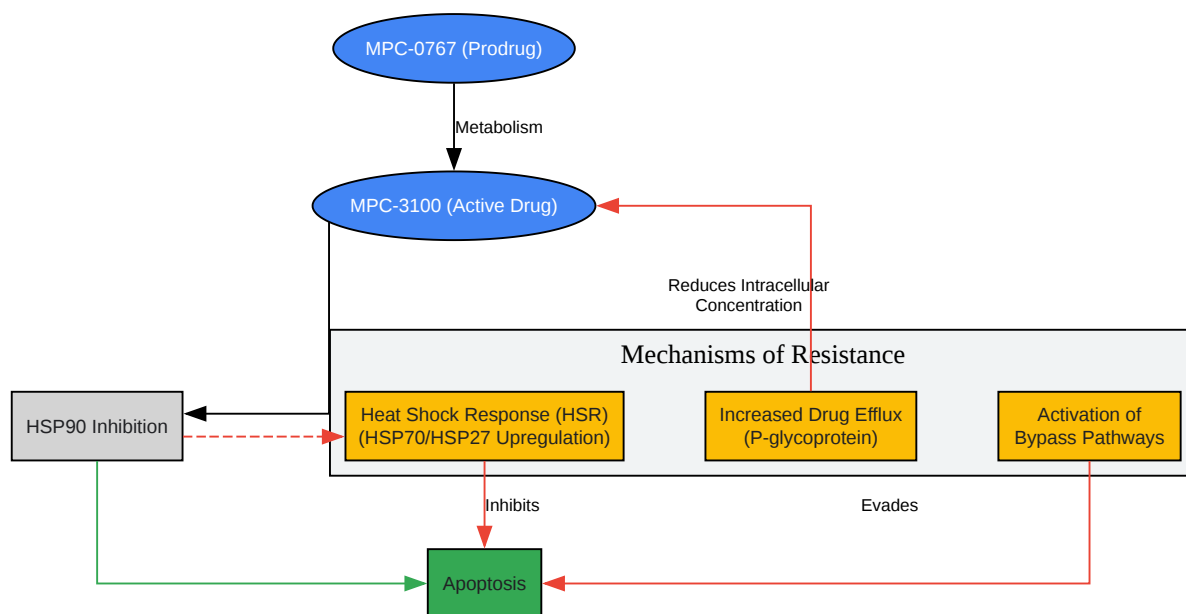 MPC-0767 (Prodrug)
Metabolism
MPC-3100 (Active Drug)
Reduces Intracellular
Concentration
Mechanisms of Resistance
HSP90 Inhibition
Heat Shock Response (HSR)
(HSP70/HSP27 Upregulation)
Increased Drug Efflux
(P-glycoprotein)
Activation of
Bypass Pathways
Inhibits
Evades
Apoptosis